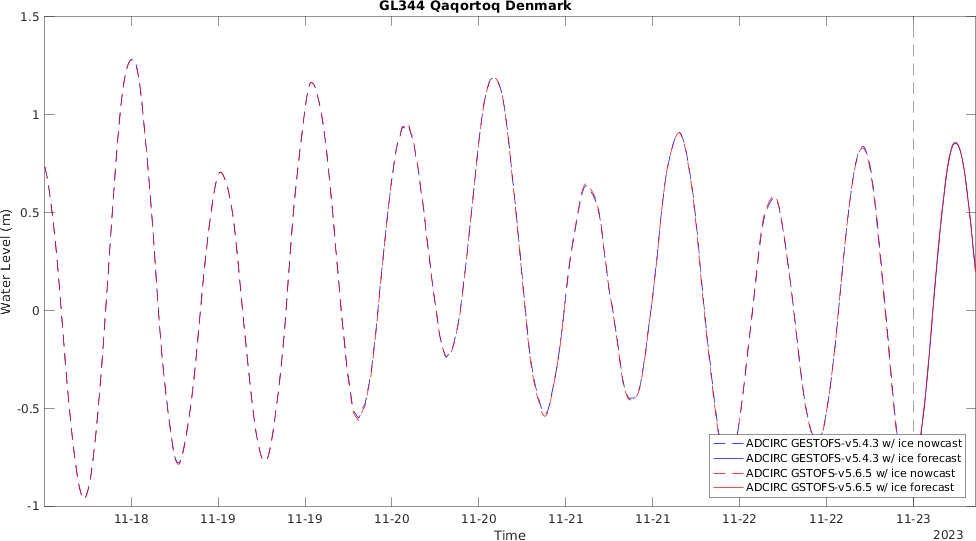 GL344 Qaqortoq Denmark
1.5
1
0.5
0
-0.5
-1
Water Level (m)
11-18
11-19
11-19
11-20
11-20
11-21
11-21
11-22
11-22
11-23
Time
2023
ADCIRC GESTOFS-v5.4.3 w/ ice nowcast
ADCIRC GESTOFS-v5.4.3 w/ ice forecast
ADCIRC GSTOFS-v5.6.5 w/ ice nowcast
ADCIRC GSTOFS-v5.6.5 w/ ice forecast